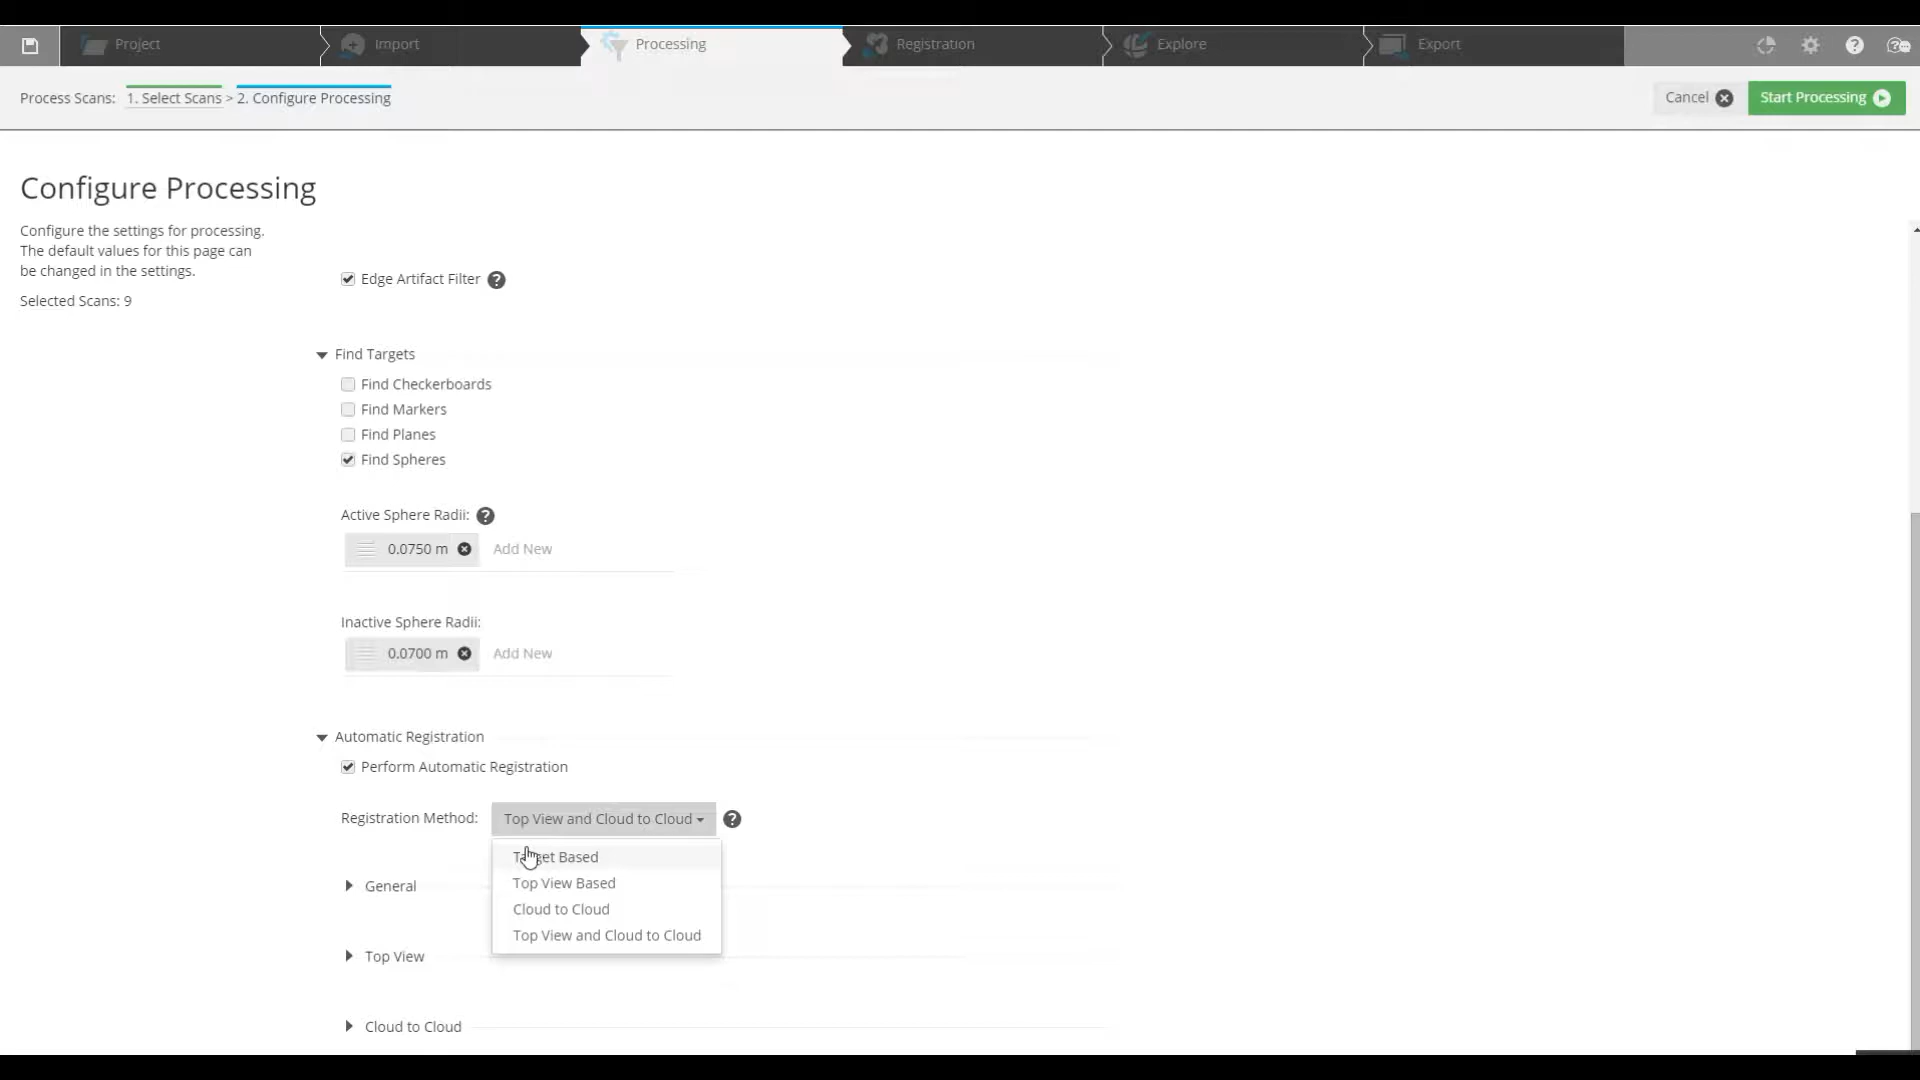 Project
Import
Processing
Registration
Explore
Export
Process Scans: 1. Select Scans > 2. Configure Processing
Cancel
Start Processing
Configure Processing
Configure the settings for processing.
The default values for this page can
be changed in the settings.
Selected Scans: 9
Edge Artifact Filter ?
Find Targets
Find Checkerboards
Find Markers
Find Planes
Find Spheres
Active Sphere Radii: ?
0.0750 m Add New
Inactive Sphere Radii:
0.0700 m Add New
Automatic Registration
Perform Automatic Registration
Registration Method: Top View and Cloud to Cloud ?
Target Based
Top View Based
Cloud to Cloud
Top View and Cloud to Cloud
General
Top View
Cloud to Cloud